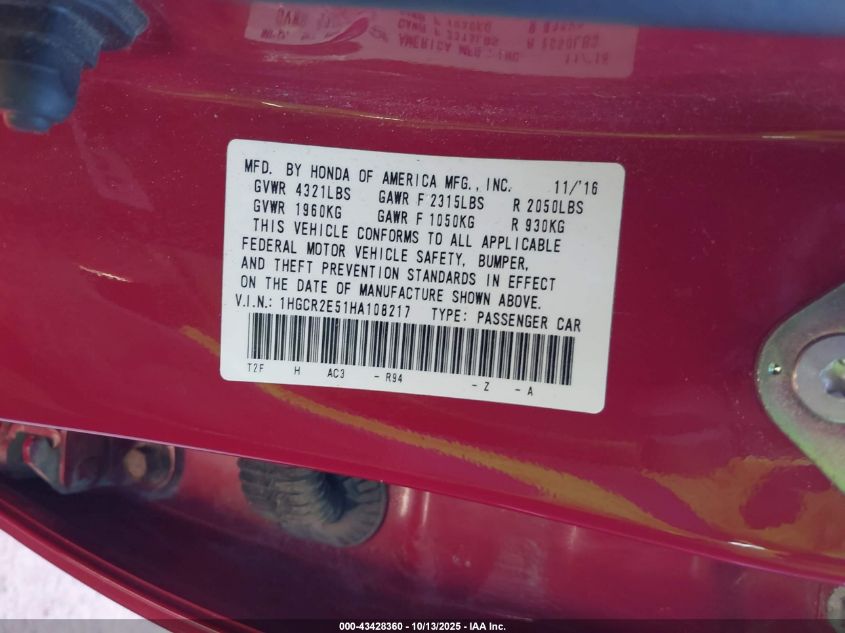 MFD. BY HONDA OF AMERICA MFG., INC. 11/'16
GVWR 4321LBS GAWR F 2315LBS R 2050LBS
GVWR 1960KG GAWR F 1050KG R 930KG
THIS VEHICLE CONFORMS TO ALL APPLICABLE
FEDERAL MOTOR VEHICLE SAFETY, BUMPER,
AND THEFT PREVENTION STANDARDS IN EFFECT
ON THE DATE OF MANUFACTURE SHOWN ABOVE.
V.I.N.: 1HGCR2E51HA108217 TYPE: PASSENGER CAR
T2F H AC3 - R94 - Z - A
000-43428360 - 10/13/2025 - IAA Inc.